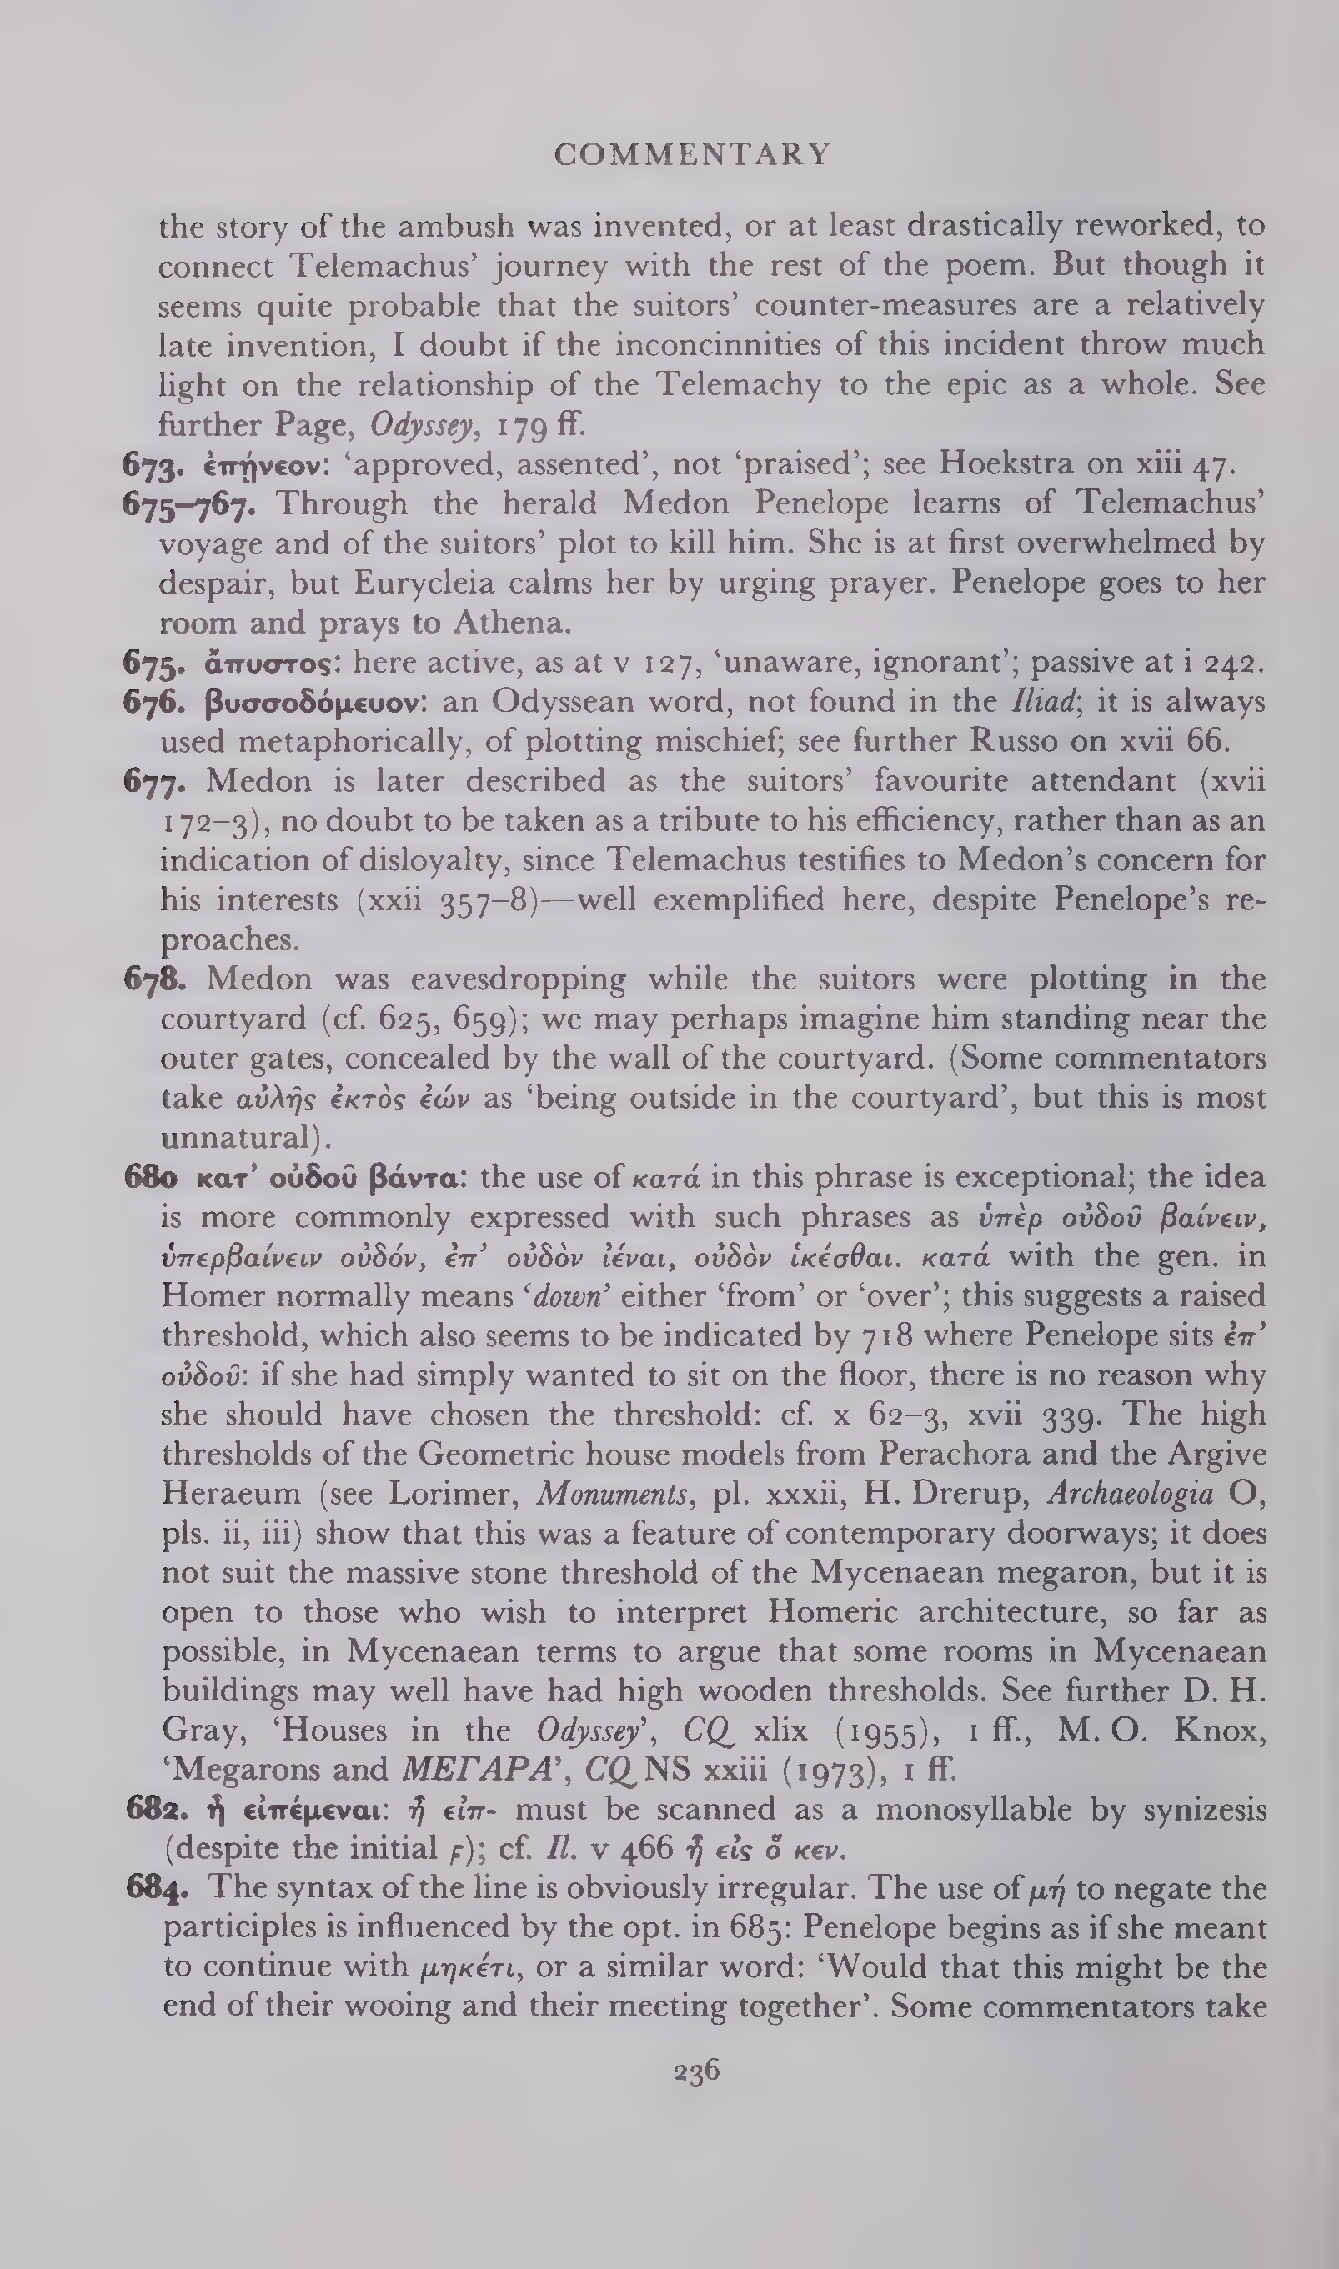 COMMENTARY
the story of the ambush was invented, or at least drastically reworked, to
connect Telemachus’ journey with the rest of the poem. But though it
seems quite probable that the suitors’ counter-measures are a relatively
late invention, I doubt if the inconcinnities of this incident throw much
light on the relationship of the Telemachy to the epic as a whole. See
further Page, Odyssey, 179 ff.
673. ἐπῄνεον: ‘approved, assented’, not ‘praised’; see Hoekstra on xiii 47.
675–767. Through the herald Medon Penelope learns of Telemachus’
voyage and of the suitors’ plot to kill him. She is at first overwhelmed by
despair, but Eurycleia calms her by urging prayer. Penelope goes to her
room and prays to Athena.
675. ἄπυστος: here active, as at v 127, ‘unaware, ignorant’; passive at i 242.
676. βυσσοδόμευον: an Odyssean word, not found in the Iliad; it is always
used metaphorically, of plotting mischief; see further Russo on xvii 66.
677. Medon is later described as the suitors’ favourite attendant (xvii
172–3), no doubt to be taken as a tribute to his efficiency, rather than as an
indication of disloyalty, since Telemachus testifies to Medon’s concern for
his interests (xxii 357–8)—well exemplified here, despite Penelope’s re-
proaches.
678. Medon was eavesdropping while the suitors were plotting in the
courtyard (cf. 625, 659); we may perhaps imagine him standing near the
outer gates, concealed by the wall of the courtyard. (Some commentators
take αὐλῆς ἐκτὸς ἐών as ‘being outside in the courtyard’, but this is most
unnatural).
680 κατ’ οὐδοῦ βάντα: the use of κατά in this phrase is exceptional; the idea
is more commonly expressed with such phrases as ὑπὲρ οὐδοῦ βαίνειν,
ὑπερβαίνειν οὐδόν, ἐπ’ οὐδὸν ἰέναι, οὐδὸν ἱκέσθαι. κατά with the gen. in
Homer normally means ‘down’ either ‘from’ or ‘over’; this suggests a raised
threshold, which also seems to be indicated by 718 where Penelope sits ἐπ’
οὐδοῦ: if she had simply wanted to sit on the floor, there is no reason why
she should have chosen the threshold: cf. x 62–3, xvii 339. The high
thresholds of the Geometric house models from Perachora and the Argive
Heraeum (see Lorimer, Monuments, pl. xxxii, H. Drerup, Archaeologia O,
pls. ii, iii) show that this was a feature of contemporary doorways; it does
not suit the massive stone threshold of the Mycenaean megaron, but it is
open to those who wish to interpret Homeric architecture, so far as
possible, in Mycenaean terms to argue that some rooms in Mycenaean
buildings may well have had high wooden thresholds. See further D. H.
Gray, ‘Houses in the Odyssey’, CQ xlix (1955), 1 ff., M. O. Knox,
‘Megarons and ΜΕΓΑΡΑ’, CQ NS xxiii (1973), 1 ff.
682. ἦ εἰπέμεναι: ἦ εἰπ- must be scanned as a monosyllable by synizesis
(despite the initial ϝ); cf. Il. v 466 ἦ εἰς ὅ κεν.
684. The syntax of the line is obviously irregular. The use of μή to negate the
participles is influenced by the opt. in 685: Penelope begins as if she meant
to continue with μηκέτι, or a similar word: ‘Would that this might be the
end of their wooing and their meeting together’. Some commentators take
236